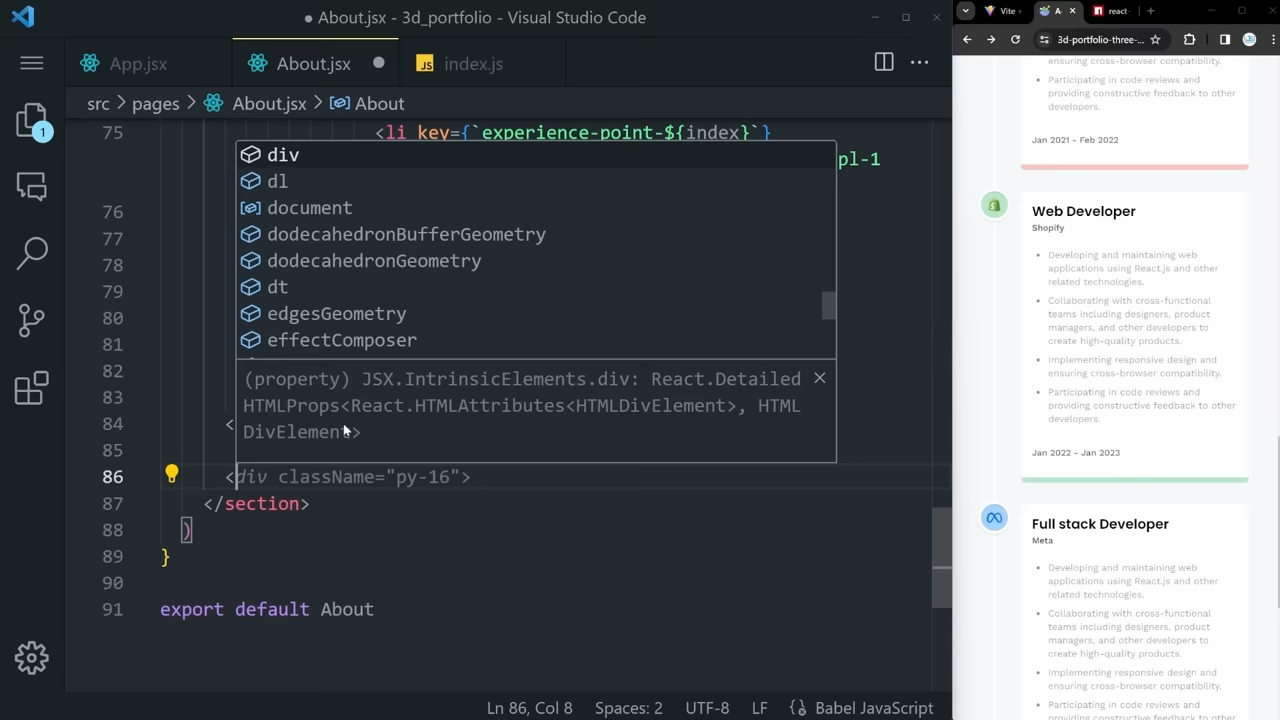 ● About.jsx - 3d_portfolio - Visual Studio Code
App.jsx
About.jsx
JS index.js
src > pages > About.jsx > About
1
75 <li key={`experience-point-${index}`}
pl-1
76
77
78
79
80
81
82
83
84 <
85
86 <div className="py-16">
87 </section>
88 )
89 }
90
91 export default About
div
dl
document
dodecahedronBufferGeometry
dodecahedronGeometry
dt
edgesGeometry
effectComposer
(property) JSX.IntrinsicElements.div: React.Detailed
HTMLProps<React.HTMLAttributes<HTMLDivElement>, HTML
DivElement>
Ln 86, Col 8 Spaces: 2 UTF-8 LF Babel JavaScript
Vite +
A
react
3d-portfolio-three-...
ensuring cross-browser compatibility.
Participating in code reviews and
providing constructive feedback to other
developers.
Jan 2021 - Feb 2022
Web Developer
Shopify
Developing and maintaining web
applications using React.js and other
related technologies.
Collaborating with cross-functional
teams including designers, product
managers, and other developers to
create high-quality products.
Implementing responsive design and
ensuring cross-browser compatibility.
Participating in code reviews and
providing constructive feedback to other
developers.
Jan 2022 - Jan 2023
Full stack Developer
Meta
Developing and maintaining web
applications using React.js and other
related technologies.
Collaborating with cross-functional
teams including designers, product
managers, and other developers to
create high-quality products.
Implementing responsive design and
ensuring cross-browser compatibility.
Participating in code reviews and
providing constructive feedback to other